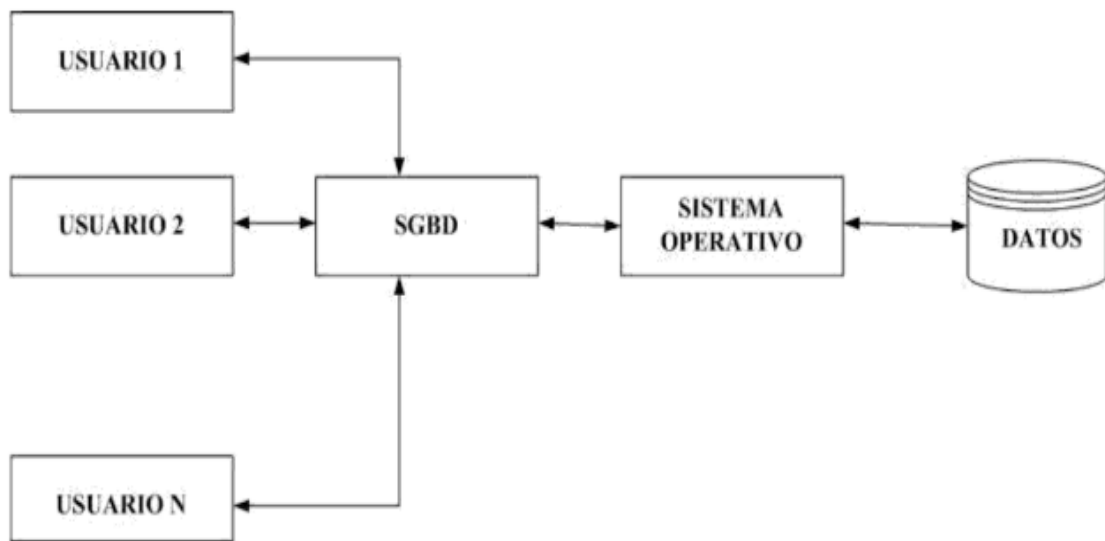 USUARIO 1
USUARIO 2
SGBD
SISTEMA
OPERATIVO
DATOS
USUARIO N